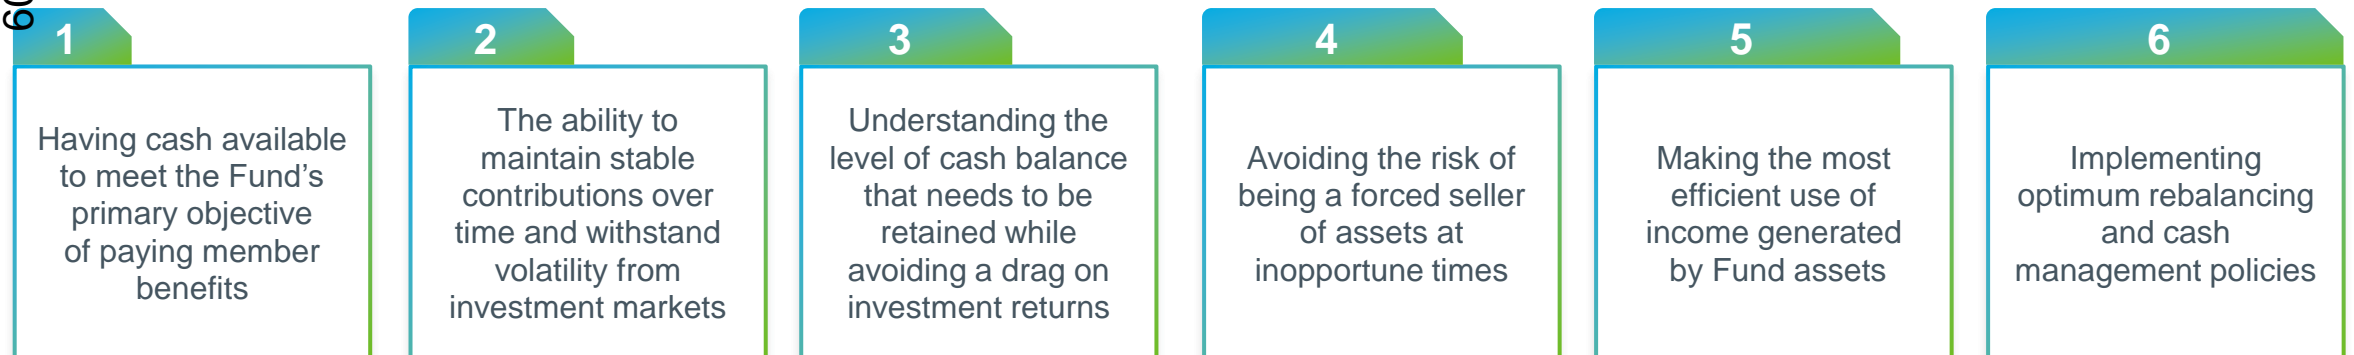 60
1
Having cash available
to meet the Fund's
primary objective
of paying member
benefits
2
The ability to
maintain stable
contributions over
time and withstand
volatility from
investment markets
3
Understanding the
level of cash balance
that needs to be
retained while
avoiding a drag on
investment returns
4
Avoiding the risk of
being a forced seller
of assets at
inopportune times
5
Making the most
efficient use of
income generated
by Fund assets
6
Implementing
optimum rebalancing
and cash
management policies